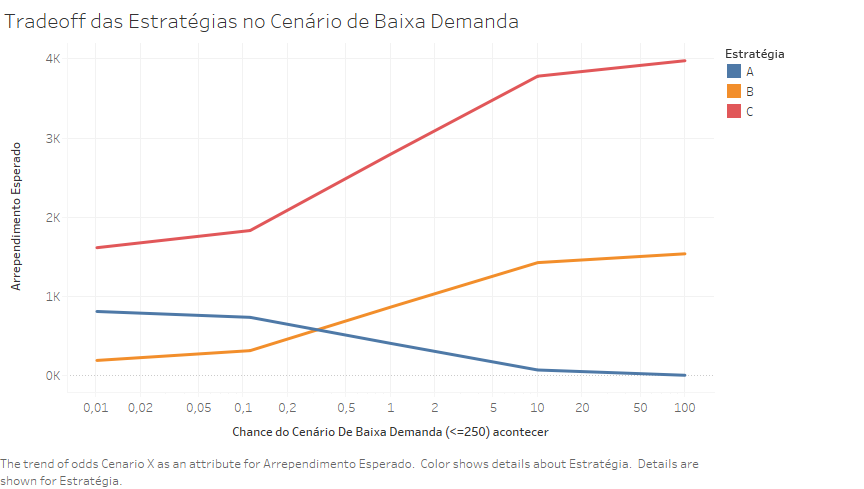 Tradeoff das Estratégias no Cenário de Baixa Demanda
Estratégia
A
B
C
Arrependimento Esperado
4K
3K
2K
1K
0K
0,01 0,02 0,05 0,1 0,2 0,5 1 2 5 10 20 50 100
Chance do Cenário De Baixa Demanda (<=250) acontecer
The trend of odds Cenario X as an attribute for Arrependimento Esperado. Color shows details about Estratégia. Details are
shown for Estratégia.